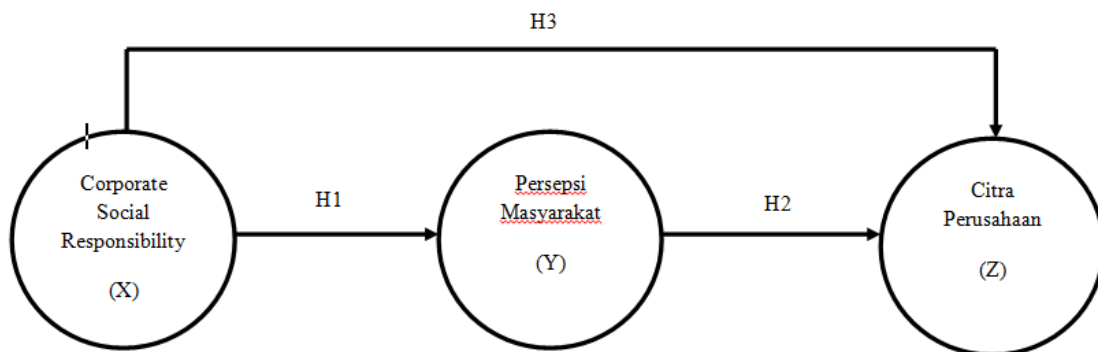 H3
Corporate
Social
Responsibility
(X)
H1
Persepsi
Masyarakat
(Y)
H2
Citra
Perusahaan
(Z)